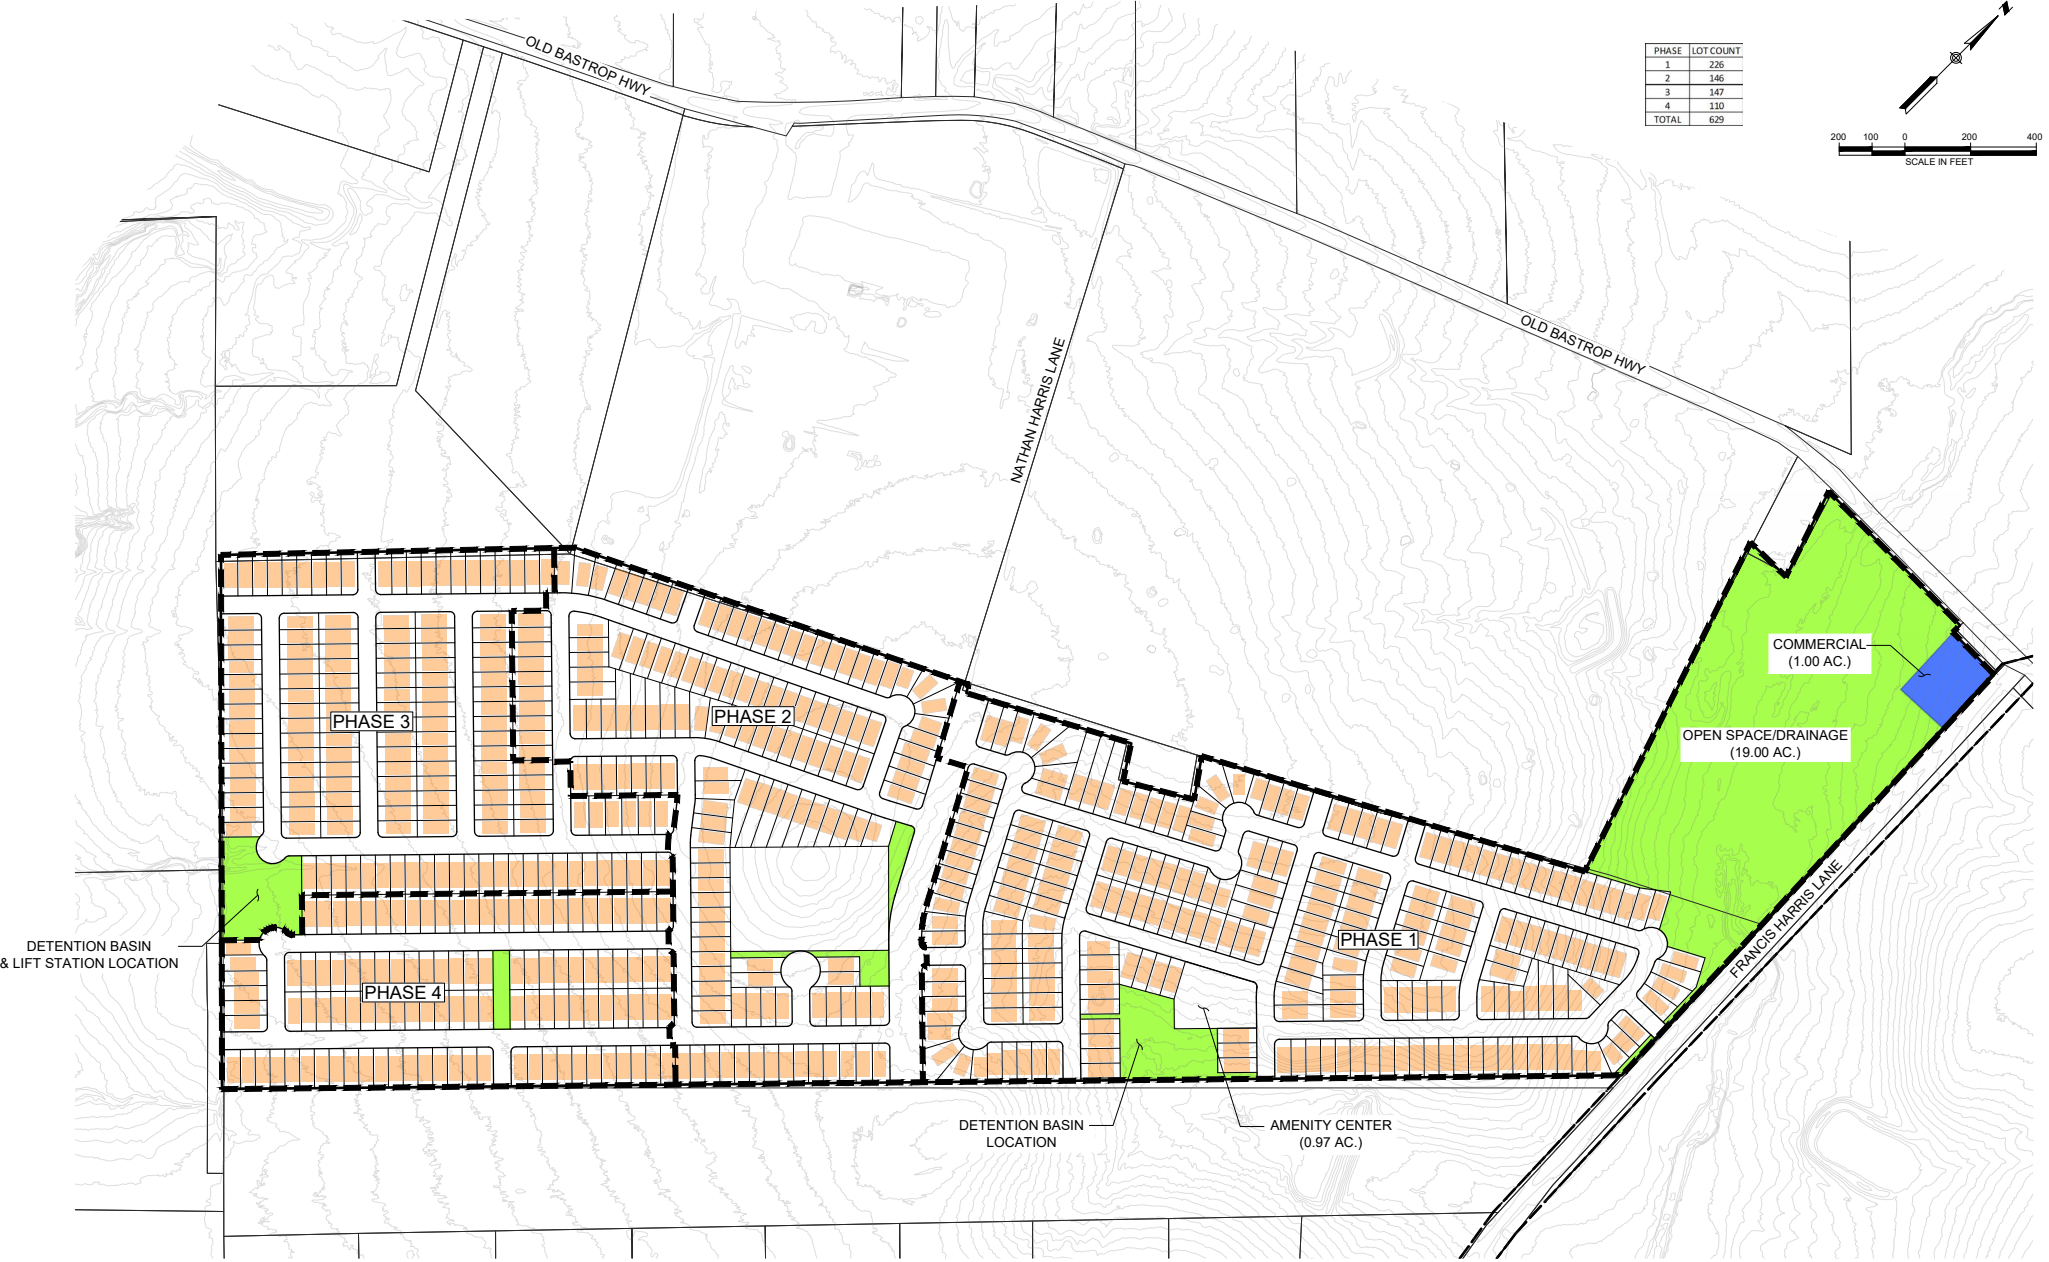 OLD BASTROP HWY
PHASE LOT COUNT
1 226
2 146
3 147
4 110
TOTAL 629
N
200 100 0 200 400
SCALE IN FEET
NATHAN HARRIS LANE
OLD BASTROP HWY
COMMERCIAL
(1.00 AC.)
OPEN SPACE/DRAINAGE
(19.00 AC.)
PHASE 3
PHASE 2
FRANCIS HARRIS LANE
PHASE 1
DETENTION BASIN
& LIFT STATION LOCATION
PHASE 4
DETENTION BASIN
LOCATION
AMENITY CENTER
(0.97 AC.)